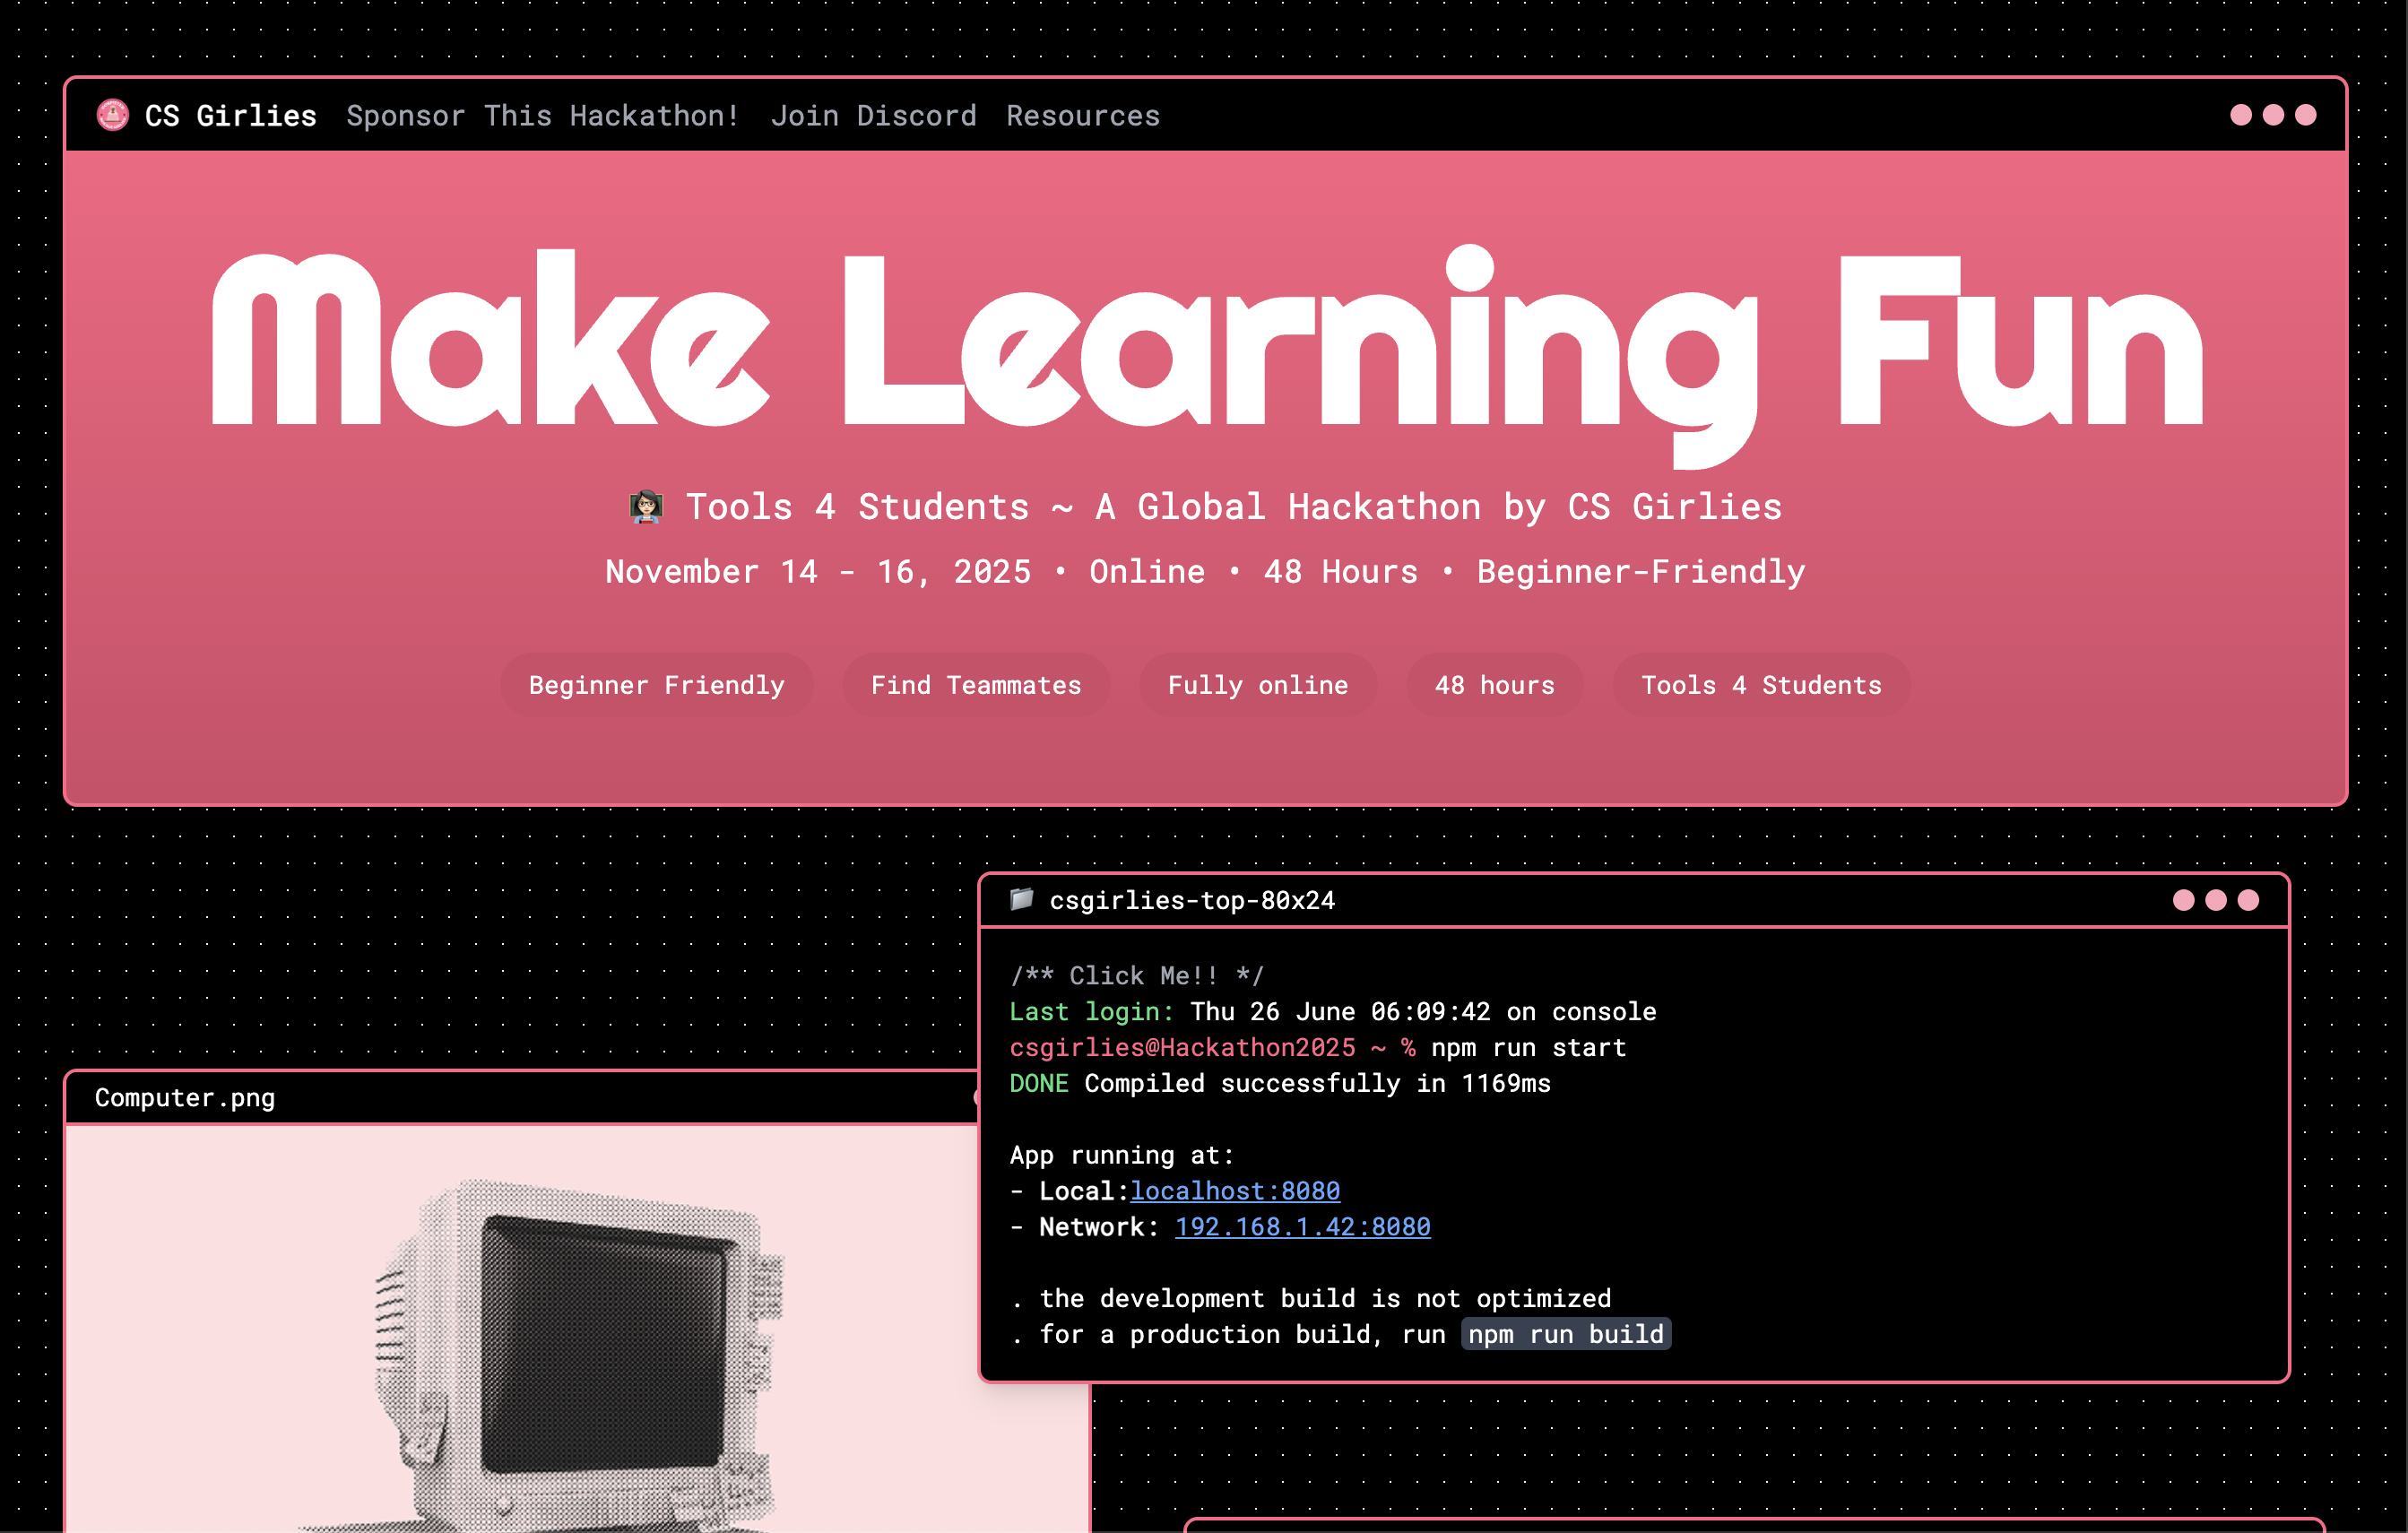 CS Girlies Sponsor This Hackathon! Join Discord Resources
Make Learning Fun
Tools 4 Students ~ A Global Hackathon by CS Girlies
November 14 - 16, 2025 • Online • 48 Hours • Beginner-Friendly
Beginner Friendly Find Teammates Fully online 48 hours Tools 4 Students
csgirlies-top-80x24
/** Click Me!! */
Last login: Thu 26 June 06:09:42 on console
csgirlies@Hackathon2025 ~ % npm run start
DONE Compiled successfully in 1169ms
App running at:
- Local:localhost:8080
- Network: 192.168.1.42:8080
. the development build is not optimized
. for a production build, run npm run build
Computer.png